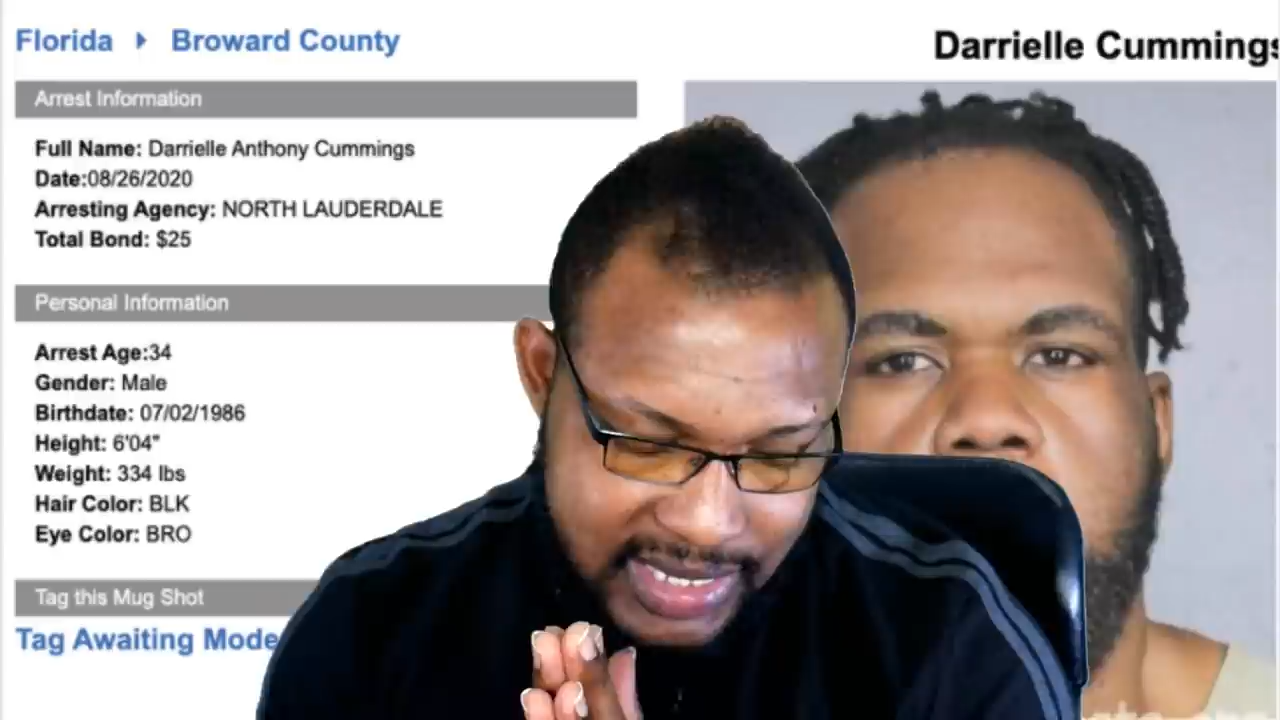 Florida Broward County
Darrielle Cummings
Arrest Information
Full Name: Darrielle Anthony Cummings
Date:08/26/2020
Arresting Agency: NORTH LAUDERDALE
Total Bond: $25
Personal Information
Arrest Age:34
Gender: Male
Birthdate: 07/02/1986
Height: 6'04"
Weight: 334 lbs
Hair Color: BLK
Eye Color: BRO
Tag this Mug Shot
Tag Awaiting Mode